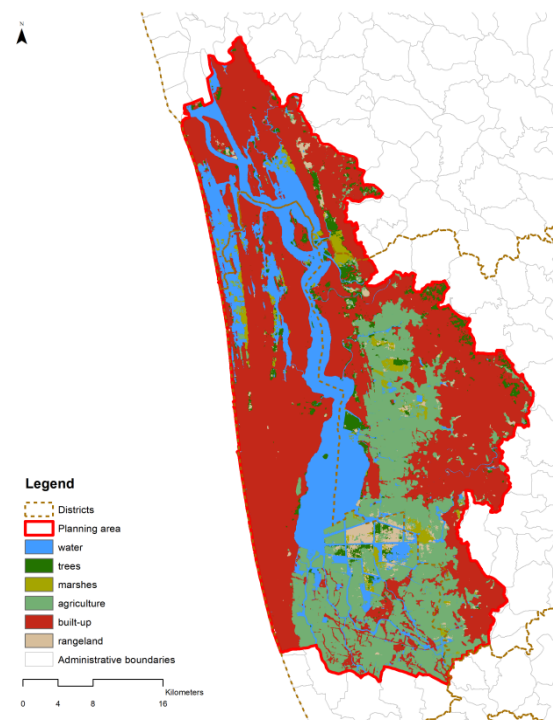 N
Legend
Districts
Planning area
water
trees
marshes
agriculture
built-up
rangeland
Administrative boundaries
0 4 8 16
Kilometers